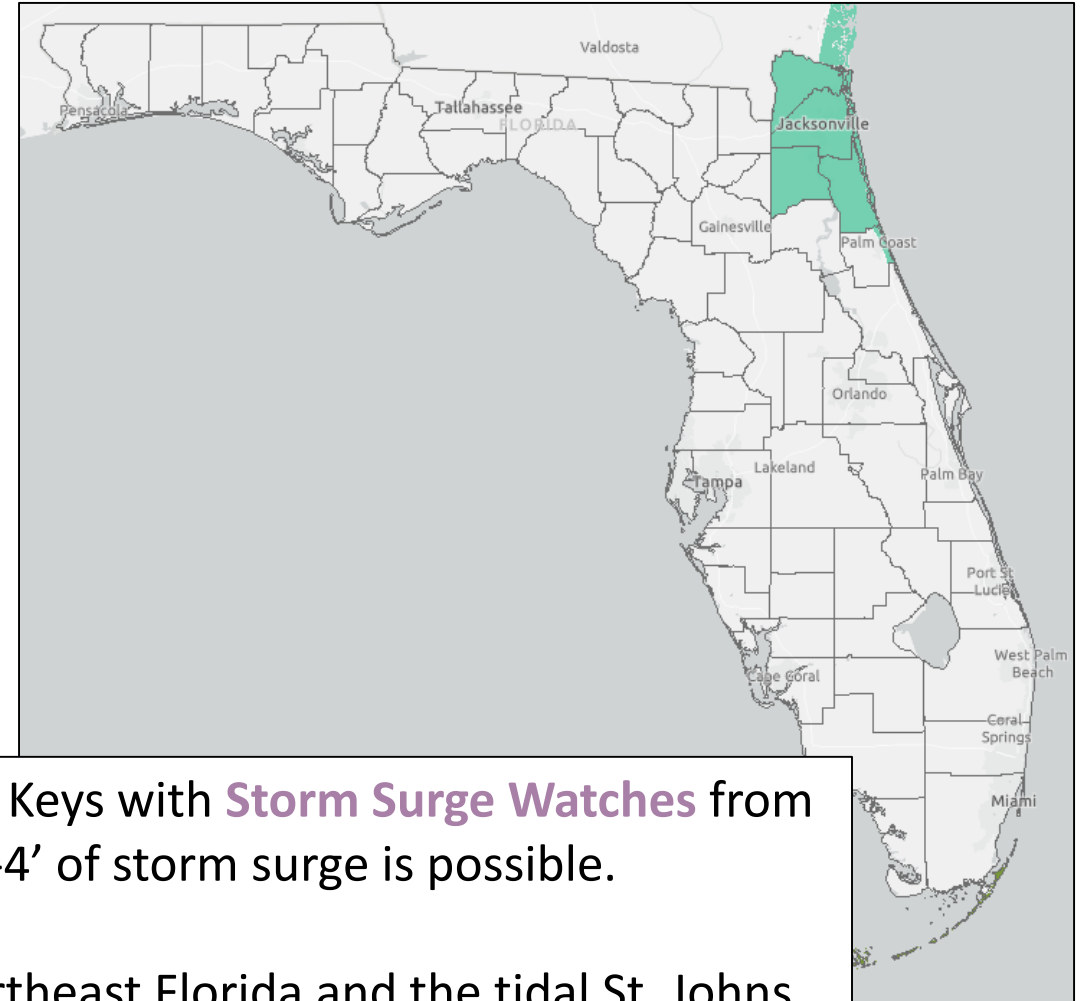 Valdosta
Pensacola
Tallahassee
FLORIDA
Jacksonville
Gainesville
Palm Coast
Orlando
Lakeland
Palm Bay
Tampa
Port St
Lucie
West Palm
Beach
Cape Coral
Coral
Springs
Miami
Keys with Storm Surge Watches from
4’ of storm surge is possible.
rtheast Florida and the tidal St. Johns